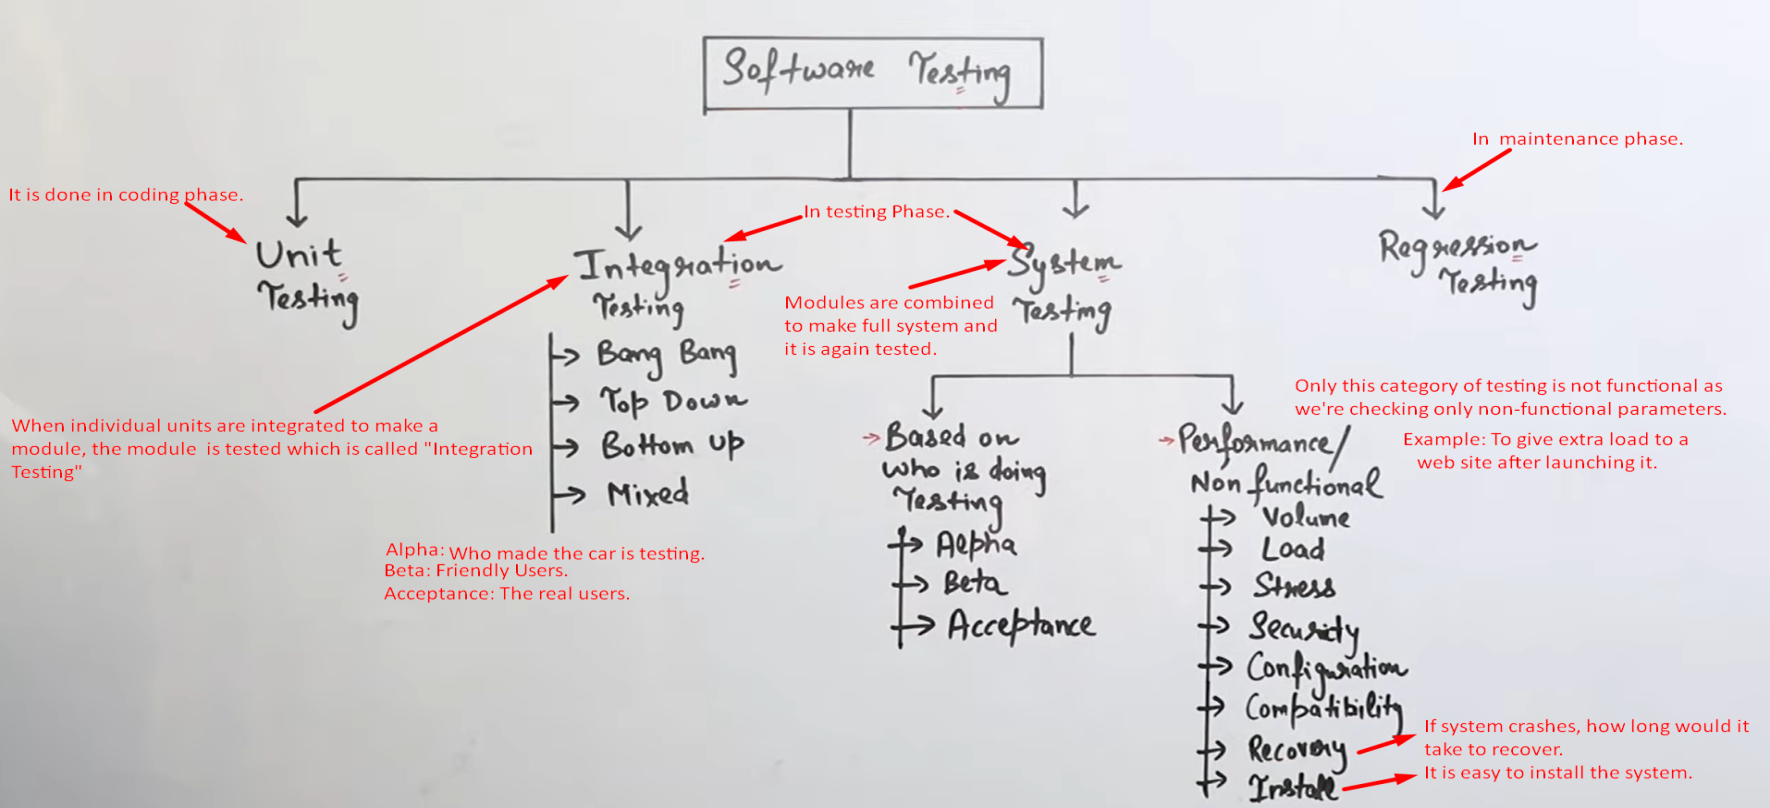 Software Testing
In maintenance phase.
It is done in coding phase.
In testing Phase.
Unit
Testing
Integration
Testing
System
Testing
Regression
Testing
Modules are combined
to make full system and
it is again tested.
Bang Bang
Top Down
Bottom up
Mixed
When individual units are integrated to make a
module, the module is tested which is called "Integration
Testing"
Only this category of testing is not functional as
we're checking only non-functional parameters.
Example: To give extra load to a
web site after launching it.
Based on
who is doing
Testing
Alpha
Beta
Acceptance
Alpha: Who made the car is testing.
Beta: Friendly Users.
Acceptance: The real users.
Performance/
Non functional
Volume
Load
Stress
Security
Configuration
Compatibility
Recovery
Install
If system crashes, how long would it
take to recover.
It is easy to install the system.